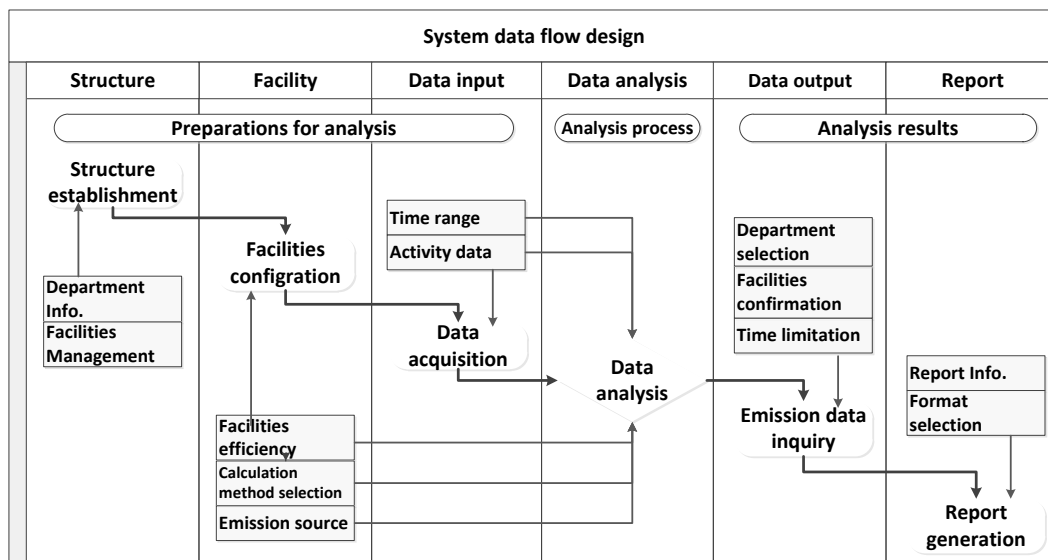 System data flow design
Structure
Facility
Data input
Data analysis
Data output
Report
Preparations for analysis
Analysis process
Analysis results
Structure
establishment
Department
Info.
Facilities
Management
Facilities
configration
Facilities
efficiency
Calculation
method selection
Emission source
Time range
Activity data
Data
acquisition
Data
analysis
Department
selection
Facilities
confirmation
Time limitation
Emission data
inquiry
Report Info.
Format
selection
Report
generation